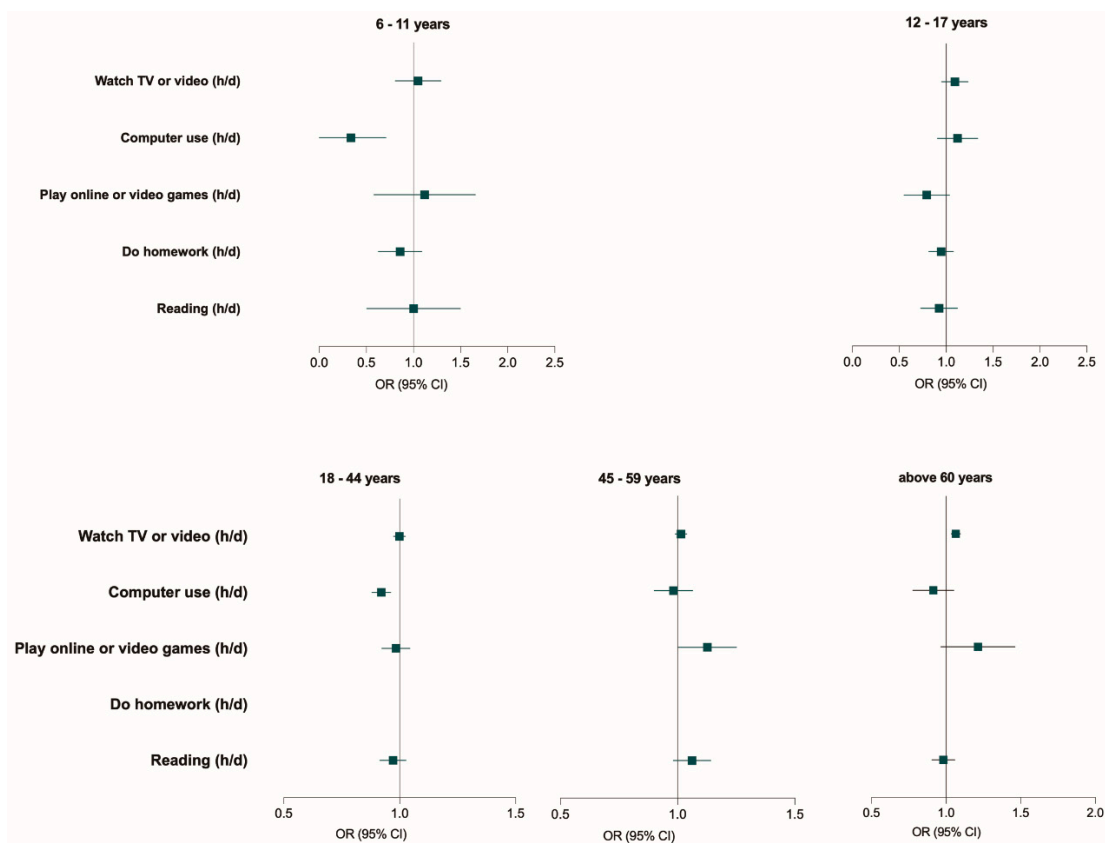 6 - 11 years
12 - 17 years
Watch TV or video (h/d)
Computer use (h/d)
Play online or video games (h/d)
Do homework (h/d)
Reading (h/d)
0.0 0.5 1.0 1.5 2.0 2.5
OR (95% CI)
0.0 0.5 1.0 1.5 2.0 2.5
OR (95% CI)
18 - 44 years
45 - 59 years
above 60 years
Watch TV or video (h/d)
Computer use (h/d)
Play online or video games (h/d)
Do homework (h/d)
Reading (h/d)
0.5 1.0 1.5
OR (95% CI)
0.5 1.0 1.5
OR (95% CI)
0.5 1.0 1.5 2.0
OR (95% CI)